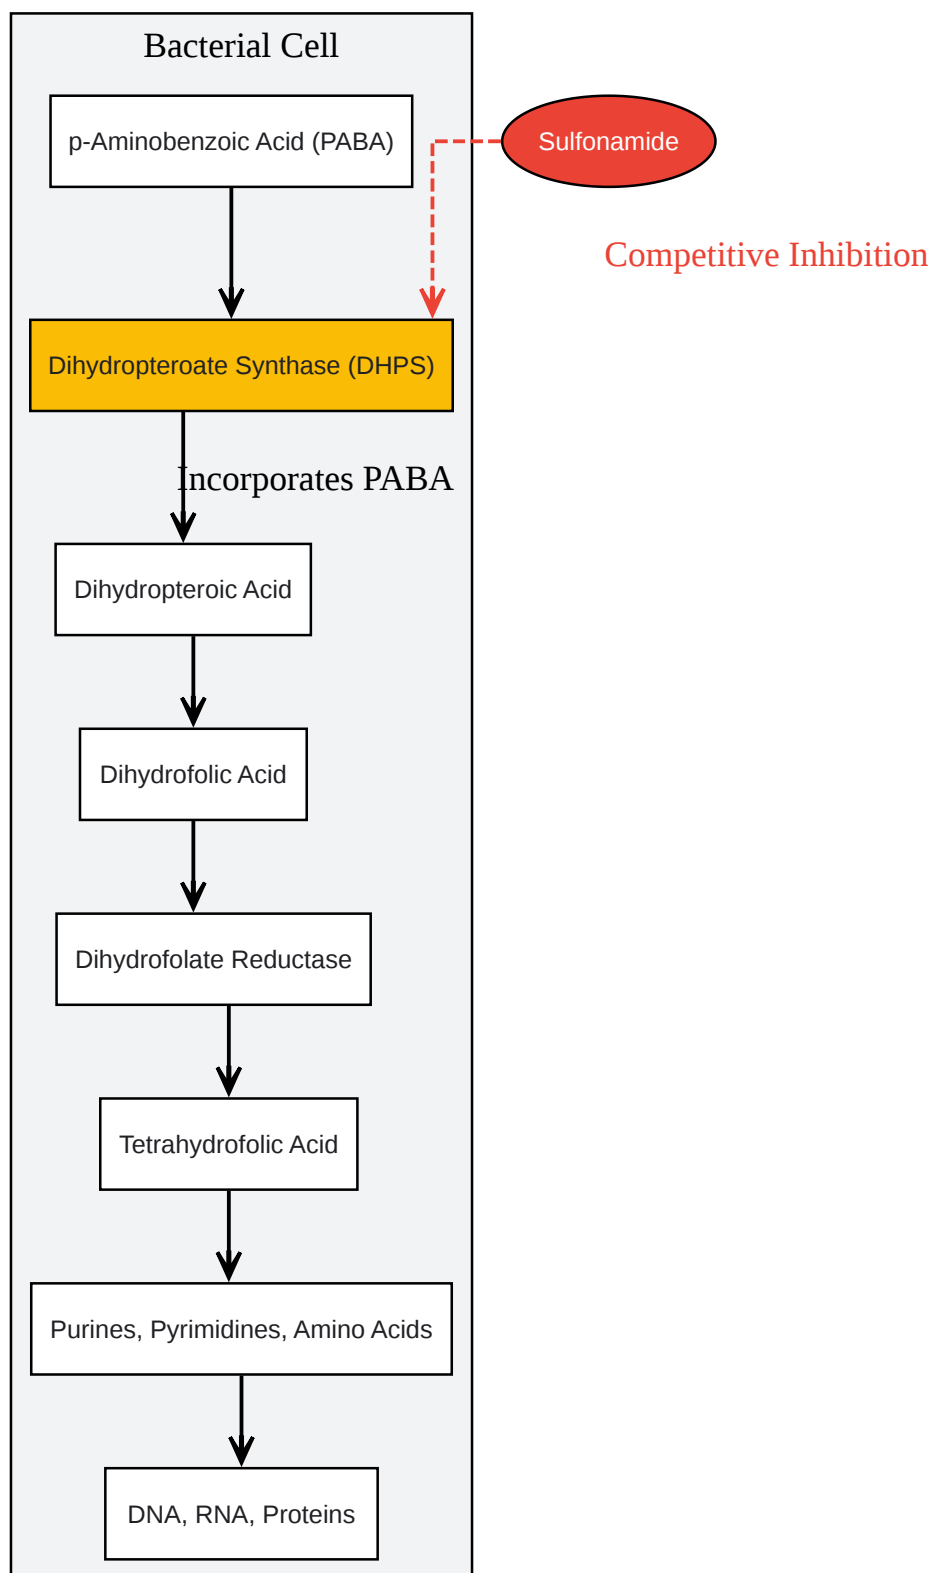 Bacterial Cell
p-Aminobenzoic Acid (PABA)
Sulfonamide
Competitive Inhibition
Dihydropteroate Synthase (DHPS)
Incorporates PABA
Dihydropteroic Acid
Dihydrofolic Acid
Dihydrofolate Reductase
Tetrahydrofolic Acid
Purines, Pyrimidines, Amino Acids
DNA, RNA, Proteins